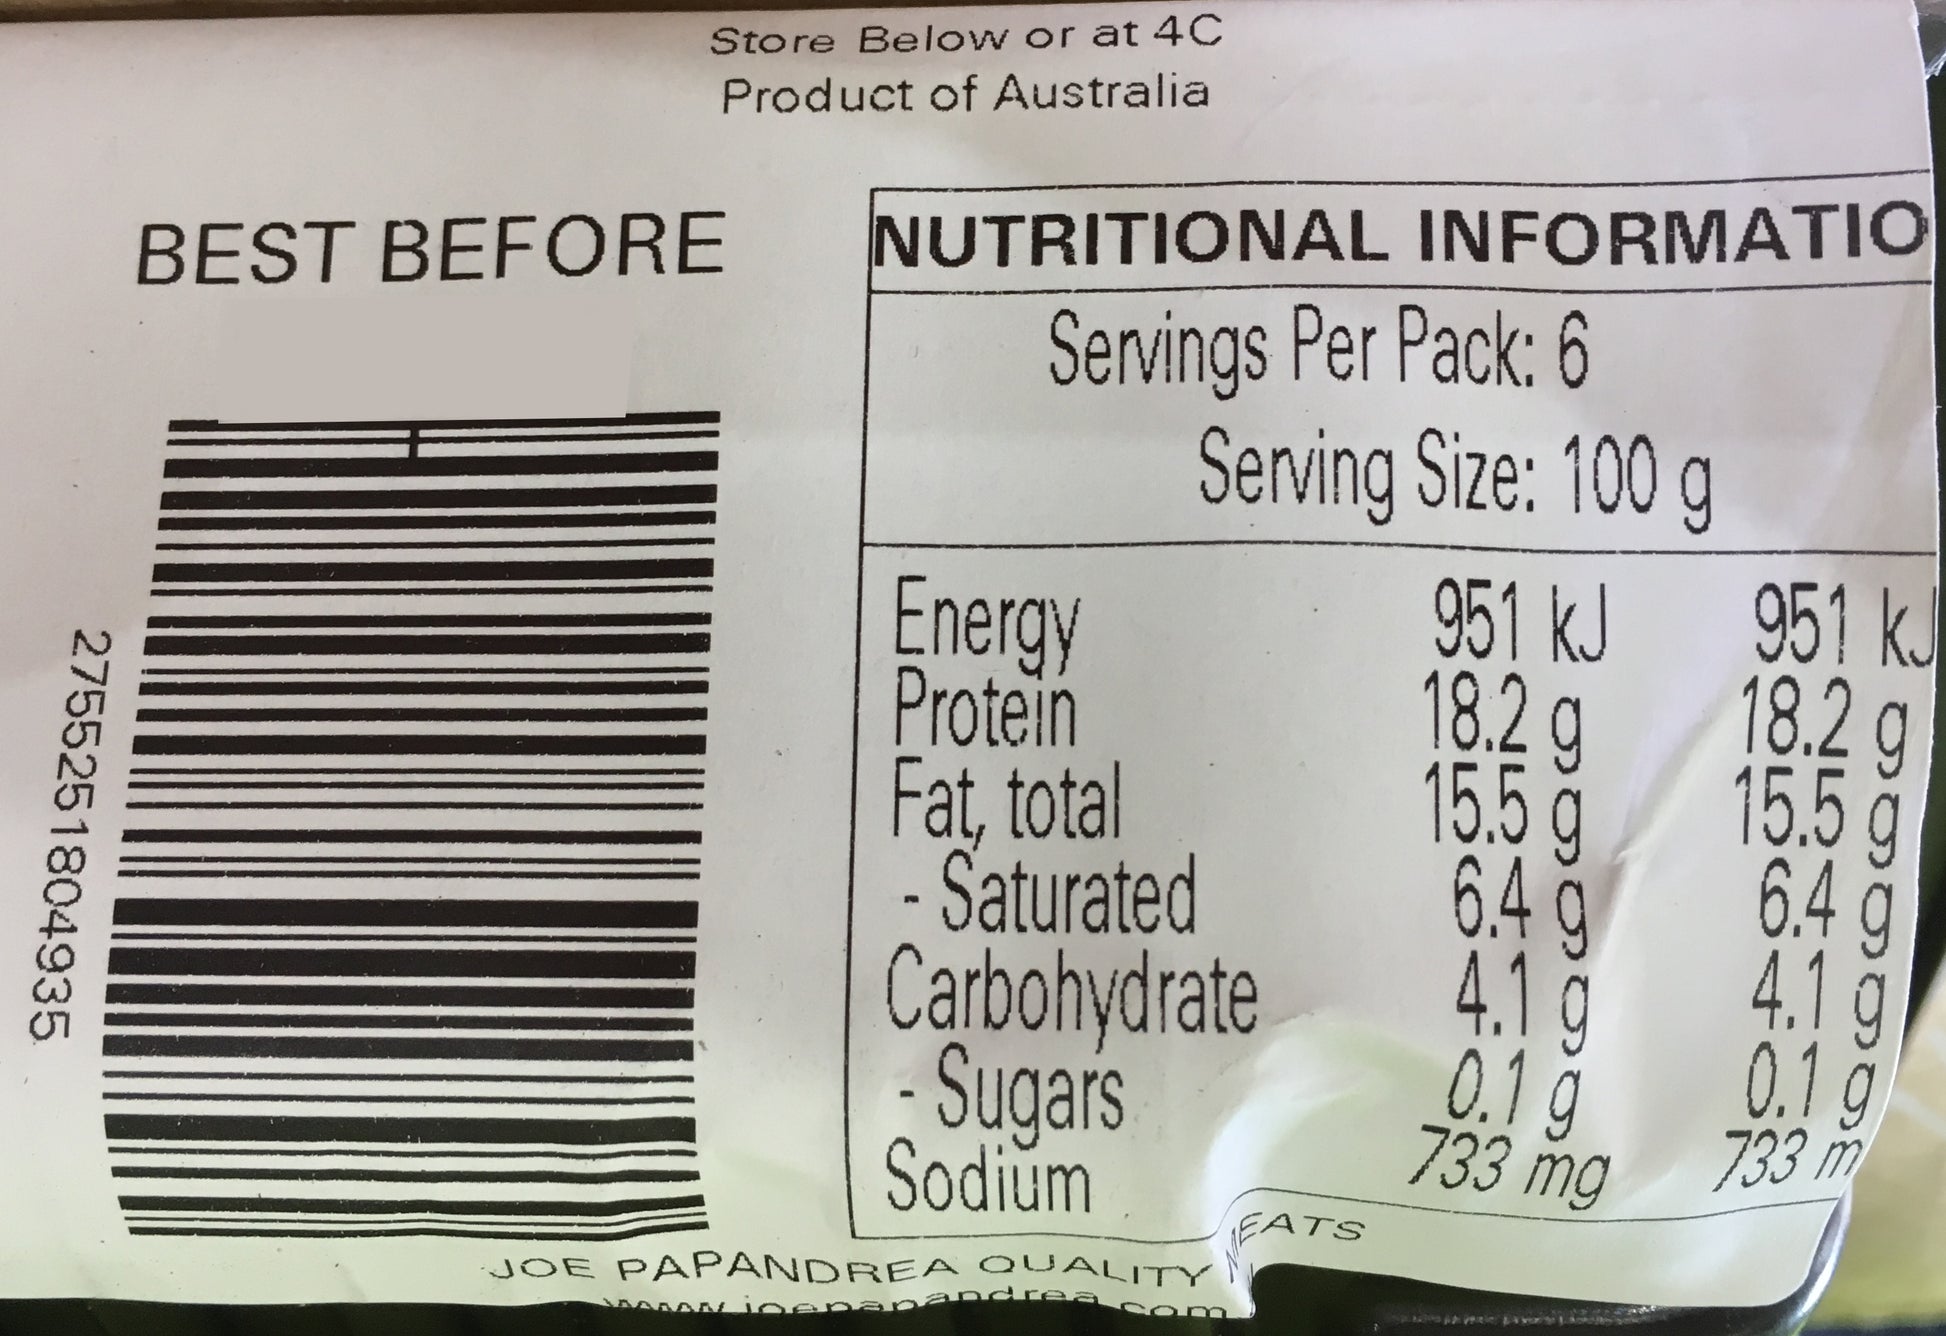 Store Below or at 4C
Product of Australia
BEST BEFORE
2755251804935
NUTRITIONAL INFORMATIO
Servings Per Pack: 6
Serving Size: 100 g
Energy 951 kJ 951 kJ
Protein 18.2 g 18.2 g
Fat, total 15.5 g 15.5 g
- Saturated 6.4 g 6.4 g
Carbohydrate 4.1 g 4.1 g
- Sugars 0.1 g 0.1 g
Sodium 733 mg 733 m
JOE PAPANDREA QUALITY MEATS
www.joepapandrea.com